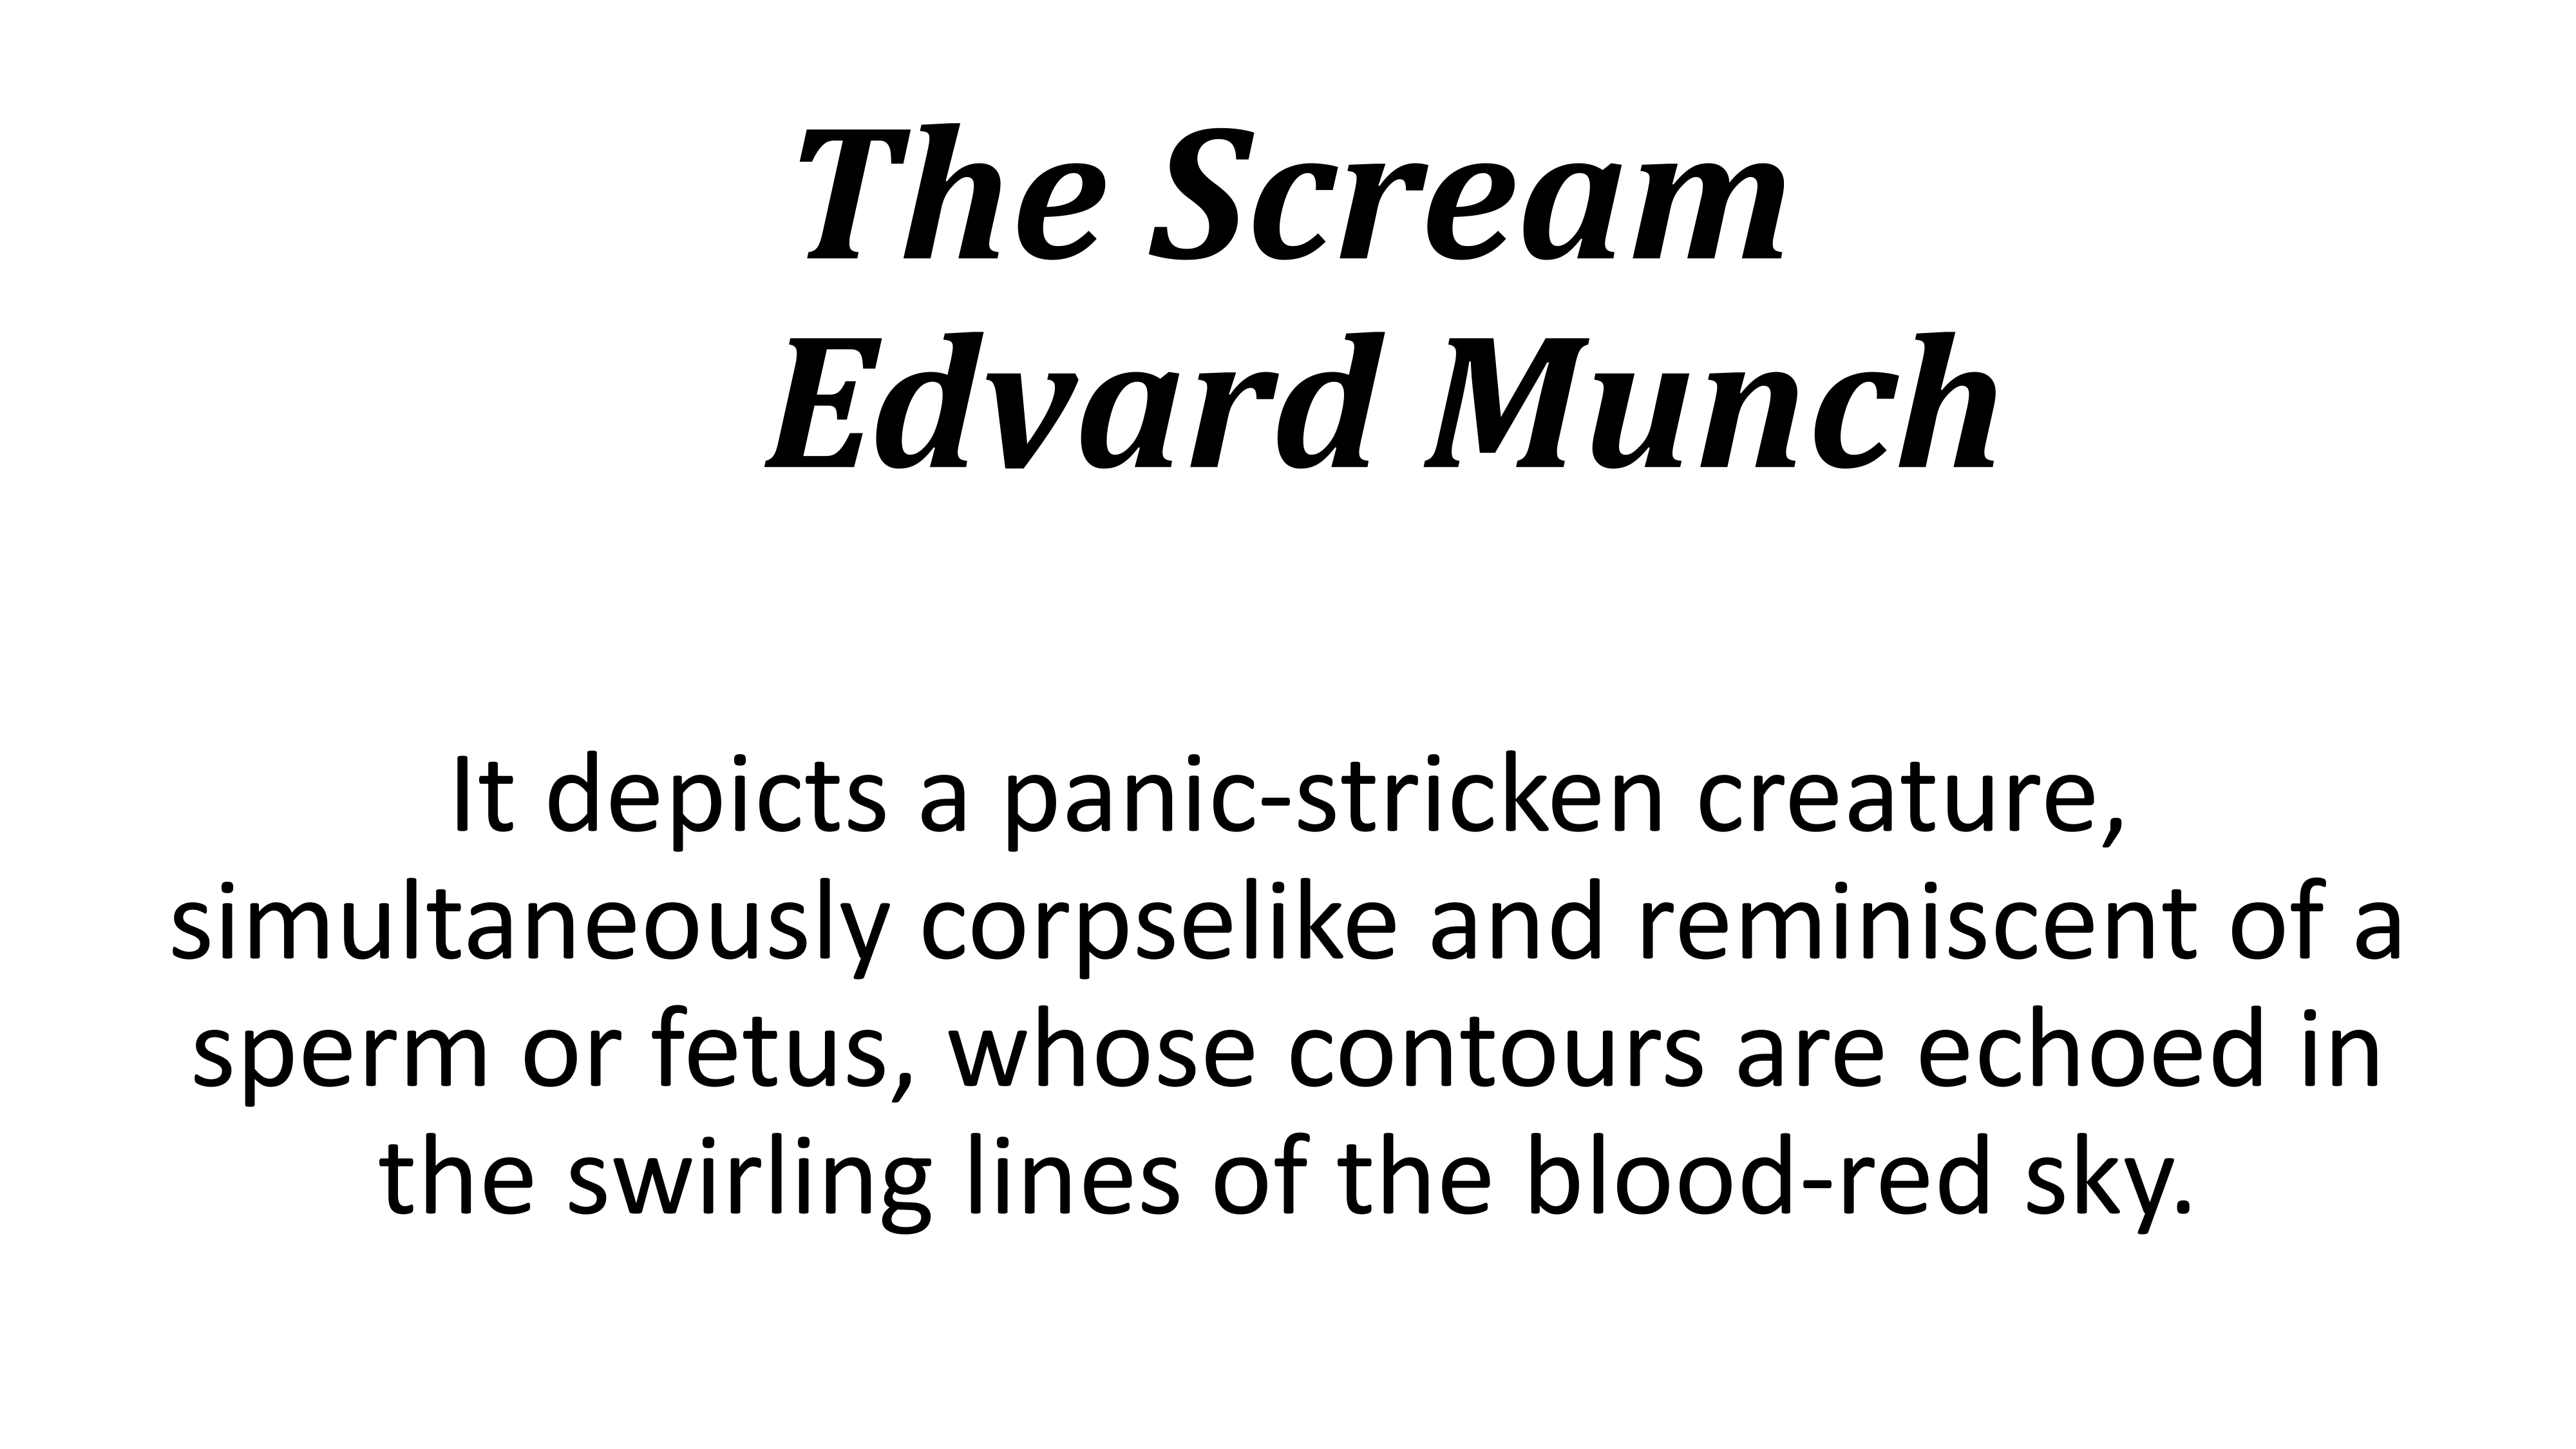 The Scream
Edvard Munch
It depicts a panic-stricken creature,
simultaneously corpselike and reminiscent of a
sperm or fetus, whose contours are echoed in
the swirling lines of the blood-red sky.